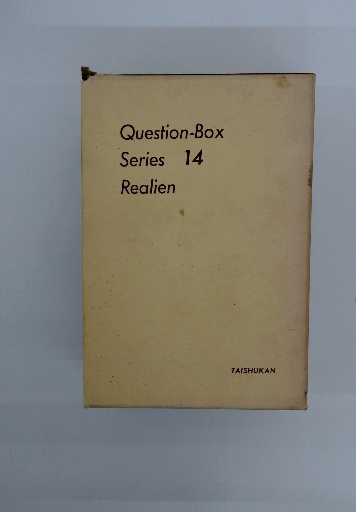 Question-Box
Series 14
Realien
TAISHUKAN